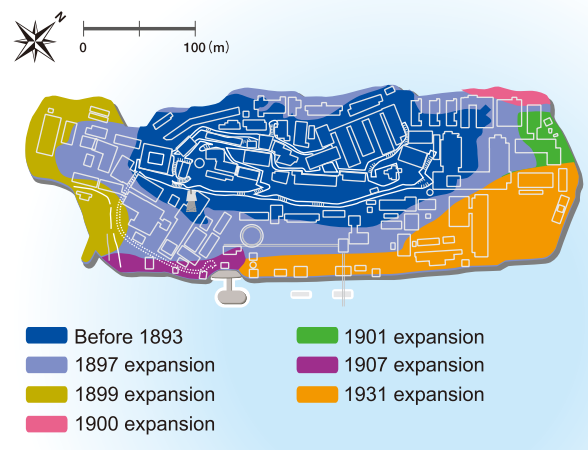 N
0 100(m)
Before 1893
1897 expansion
1899 expansion
1900 expansion
1901 expansion
1907 expansion
1931 expansion